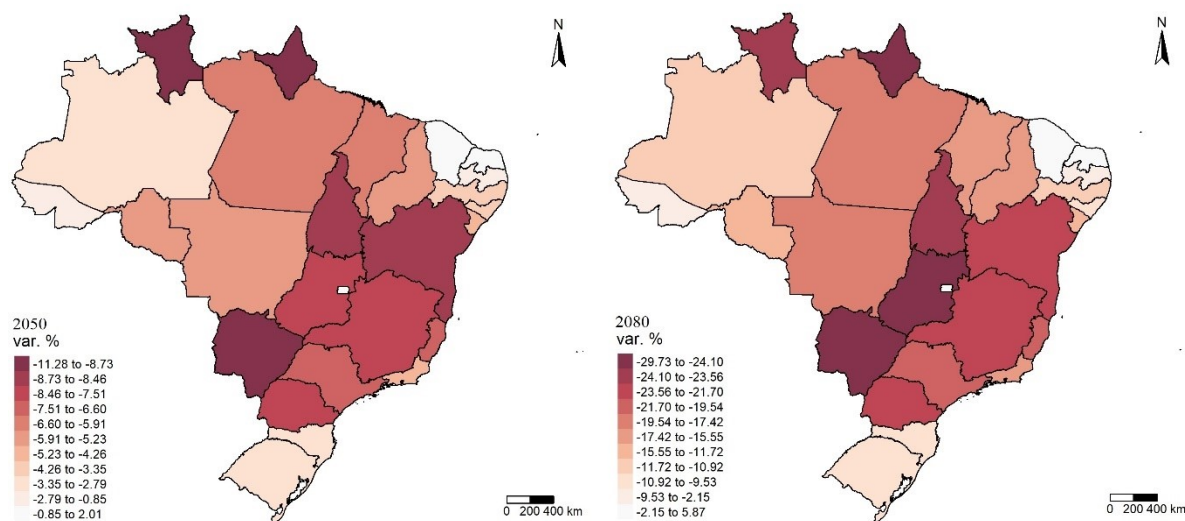 N
2050
var. %
-11.28 to -8.73
-8.73 to -8.46
-8.46 to -7.51
-7.51 to -6.60
-6.60 to -5.91
-5.91 to -5.23
-5.23 to -4.26
-4.26 to -3.35
-3.35 to -2.79
-2.79 to -0.85
-0.85 to 2.01
0 200 400 km
N
2080
var. %
-29.73 to -24.10
-24.10 to -23.56
-23.56 to -21.70
-21.70 to -19.54
-19.54 to -17.42
-17.42 to -15.55
-15.55 to -11.72
-11.72 to -10.92
-10.92 to -9.53
-9.53 to -2.15
-2.15 to 5.87
0 200 400 km